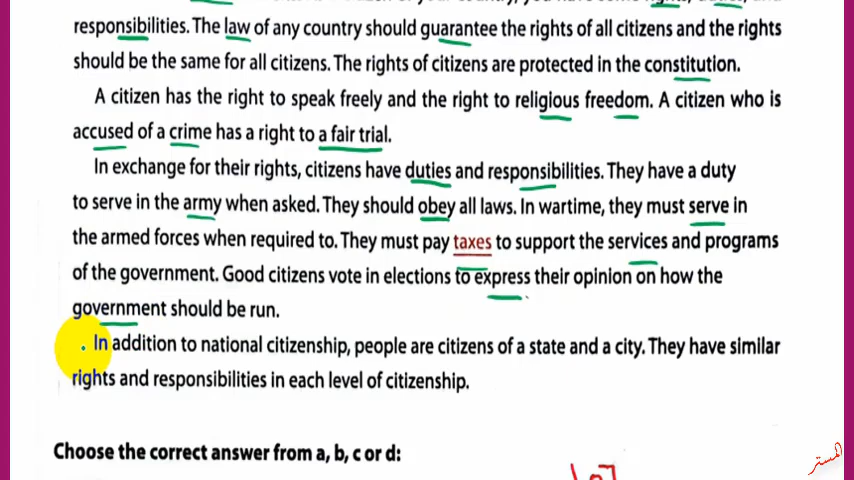 responsibilities. The law of any country should guarantee the rights of all citizens and the rights
should be the same for all citizens. The rights of citizens are protected in the constitution.
A citizen has the right to speak freely and the right to religious freedom. A citizen who is
accused of a crime has a right to a fair trial.
In exchange for their rights, citizens have duties and responsibilities. They have a duty
to serve in the army when asked. They should obey all laws. In wartime, they must serve in
the armed forces when required to. They must pay taxes to support the services and programs
of the government. Good citizens vote in elections to express their opinion on how the
government should be run.
In addition to national citizenship, people are citizens of a state and a city. They have similar
rights and responsibilities in each level of citizenship.
Choose the correct answer from a, b, c or d:
المستر